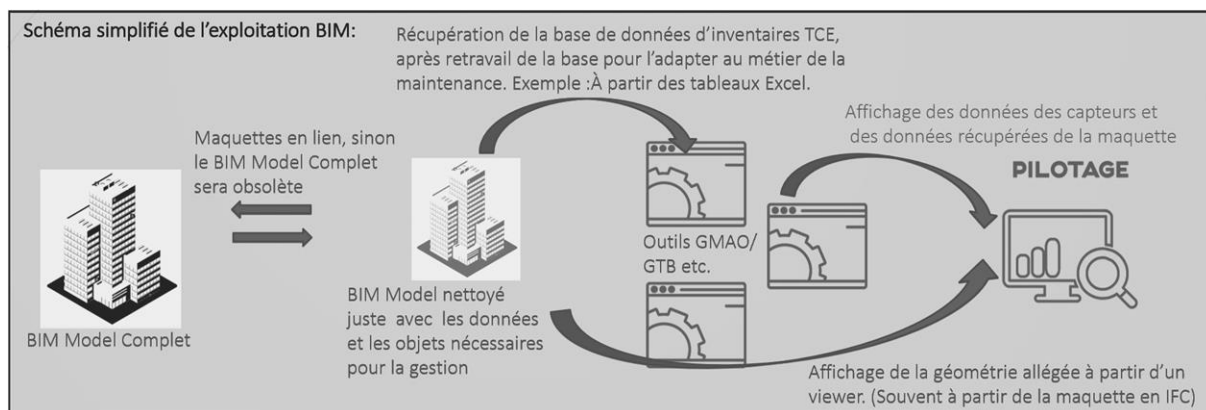 Schéma simplifié de l'exploitation BIM:
Récupération de la base de données d'inventaires TCE,
après retravail de la base pour l'adapter au métier de la
maintenance. Exemple :À partir des tableaux Excel.
Maquettes en lien, sinon
le BIM Model Complet
sera obsolète
BIM Model Complet
BIM Model nettoyé
juste avec les données
et les objets nécessaires
pour la gestion
Outils GMAO/
GTB etc.
Affichage des données des capteurs et
des données récupérées de la maquette
PILOTAGE
Affichage de la géométrie allégée à partir d'un
viewer. (Souvent à partir de la maquette en IFC)